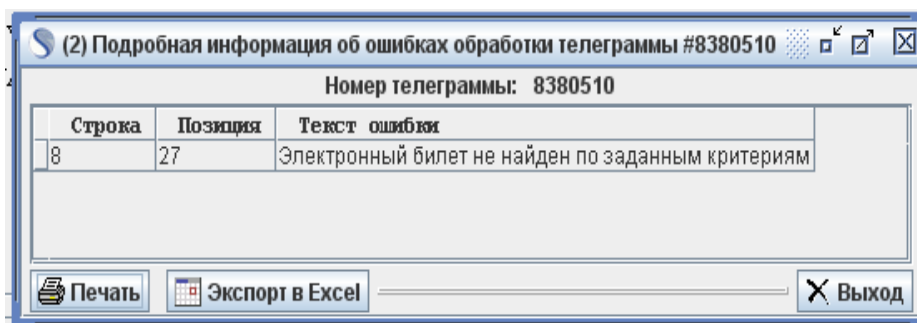 (2) Подробная информация об ошибках обработки телеграммы #8380510
Номер телеграммы: 8380510
Строка Позиция Текст ошибки
8 27 Электронный билет не найден по заданным критериям
Печать Экспорт в Excel Выход